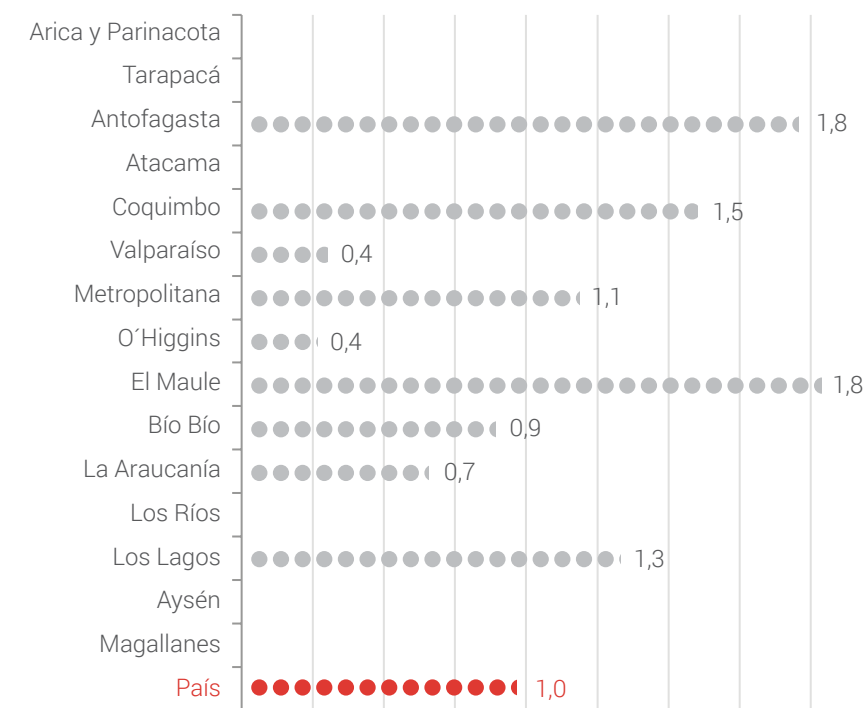 Arica y Parinacota
Tarapacá
Antofagasta 1,8
Atacama
Coquimbo 1,5
Valparaíso 0,4
Metropolitana 1,1
O´Higgins 0,4
El Maule 1,8
Bío Bío 0,9
La Araucanía 0,7
Los Ríos
Los Lagos 1,3
Aysén
Magallanes
País 1,0